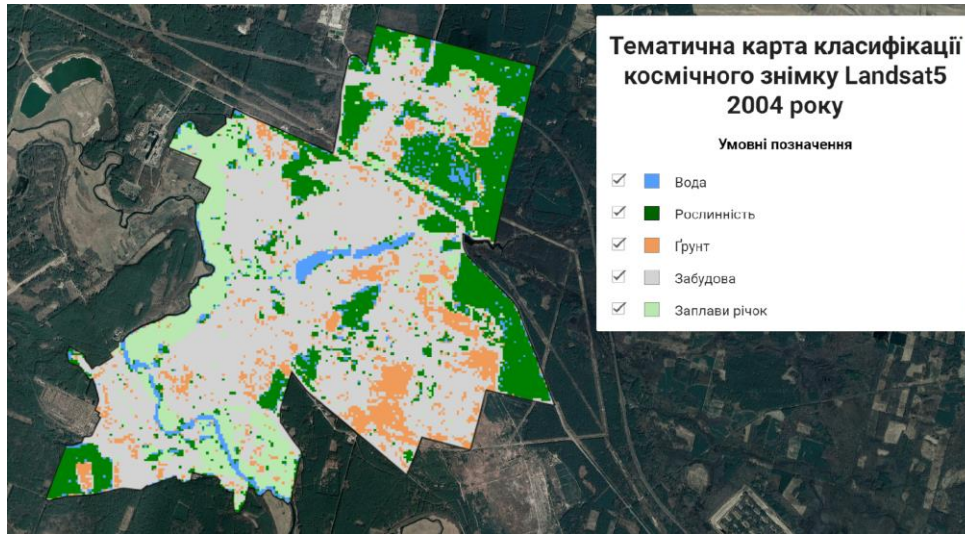 Тематична карта класифікації
космічного знімку Landsat5
2004 року
Умовні позначення
Вода
Рослинність
Ґрунт
Забудова
Заплави річок